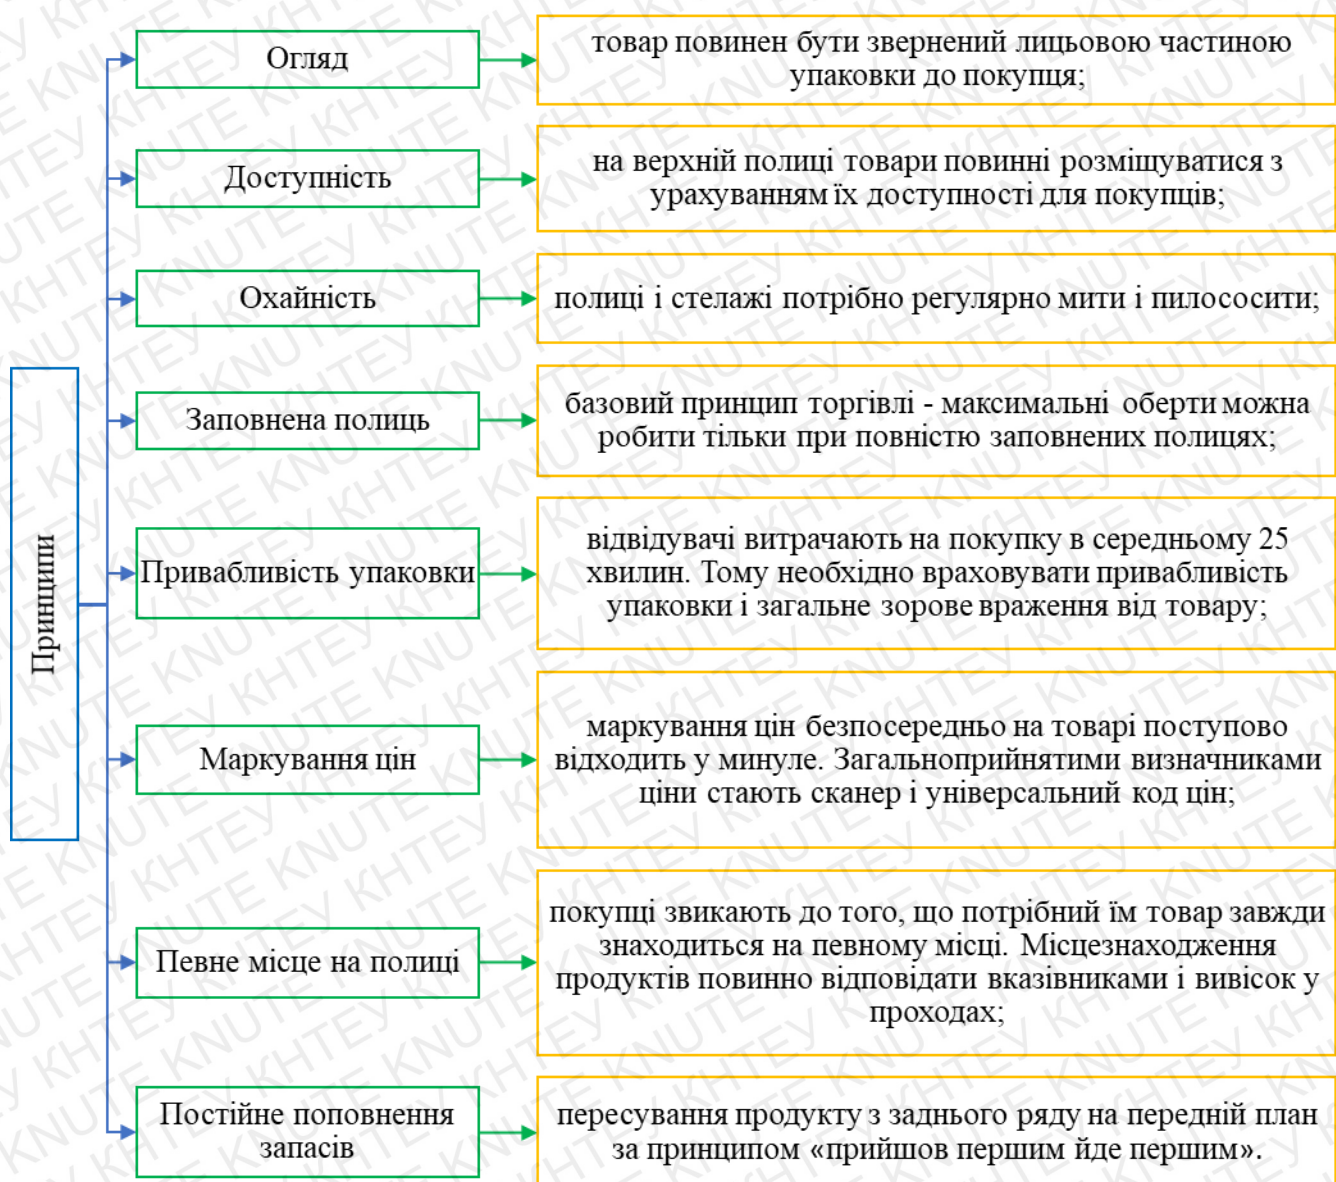 Принципи
Огляд
товар повинен бути звернений лицьовою частиною
упаковки до покупця;
Доступність
на верхній полиці товари повинні розміщуватися з
урахуванням їх доступності для покупців;
Охайність
полиці і стелажі потрібно регулярно мити і пилососити;
Заповнена полиць
базовий принцип торгівлі - максимальні оберти можна
робити тільки при повністю заповнених полицях;
Привабливість упаковки
відвідувачі витрачають на покупку в середньому 25
хвилин. Тому необхідно враховувати привабливість
упаковки і загальне зорове враження від товару;
Маркування цін
маркування цін безпосередньо на товарі поступово
відходить у минуле. Загальноприйнятими визначниками
ціни стають сканер і універсальний код цін;
Певне місце на полиці
покупці звикають до того, що потрібний їм товар завжди
знаходиться на певному місці. Місцезнаходження
продуктів повинно відповідати вказівниками і вивісок у
проходах;
Постійне поповнення
запасів
пересування продукту з заднього ряду на передній план
за принципом «прийшов першим йде першим».
KNUTE КНТЕУ